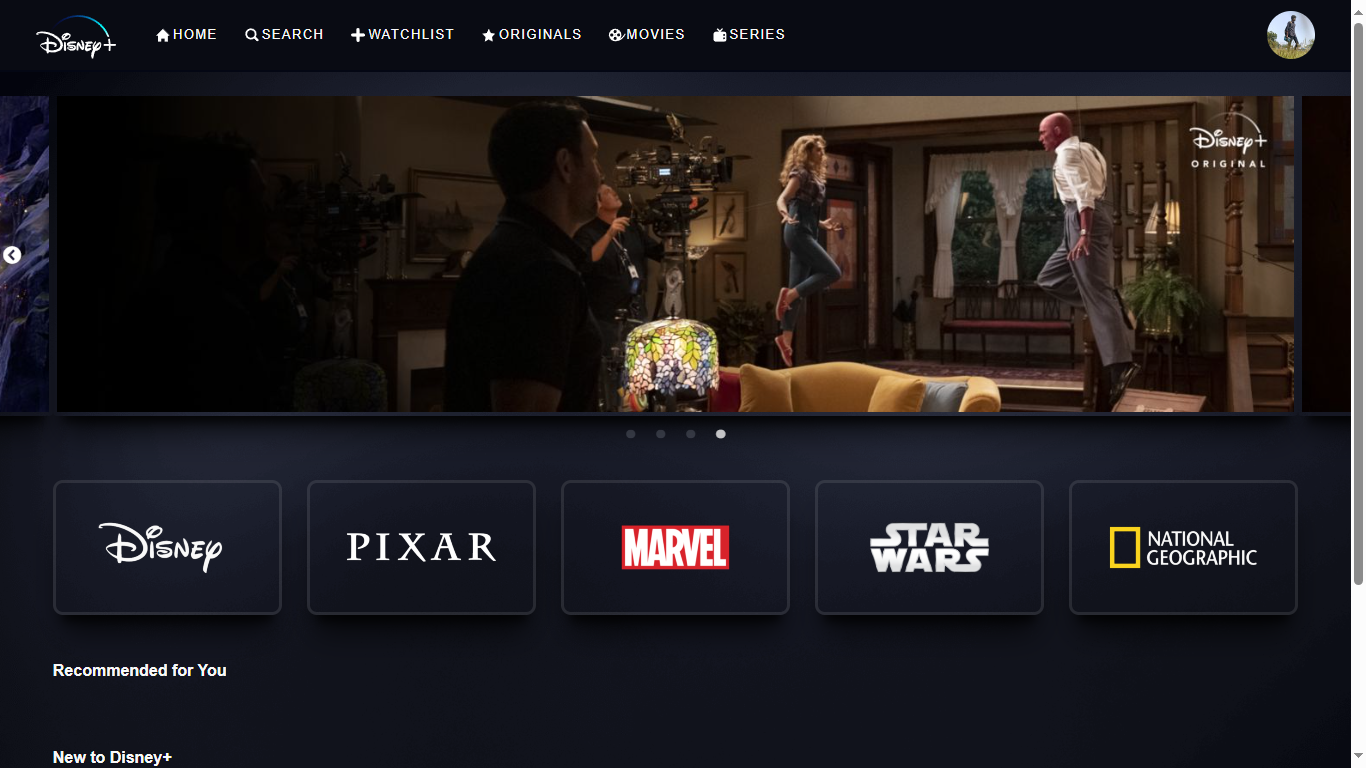 Disney+
HOME
SEARCH
WATCHLIST
ORIGINALS
MOVIES
SERIES
Disney+
ORIGINAL
Disney
PIXAR
MARVEL
STAR
WARS
NATIONAL
GEOGRAPHIC
Recommended for You
New to Disney+